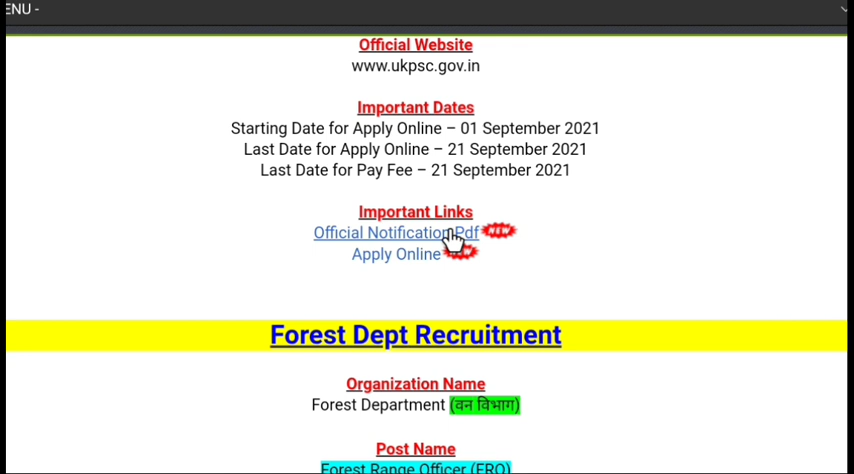 ENU -
Official Website
www.ukpsc.gov.in
Important Dates
Starting Date for Apply Online – 01 September 2021
Last Date for Apply Online – 21 September 2021
Last Date for Pay Fee – 21 September 2021
Important Links
Official Notification Pdf NEW
Apply Online
Forest Dept Recruitment
Organization Name
Forest Department (वन विभाग)
Post Name
Forest Range Officer (FRO)